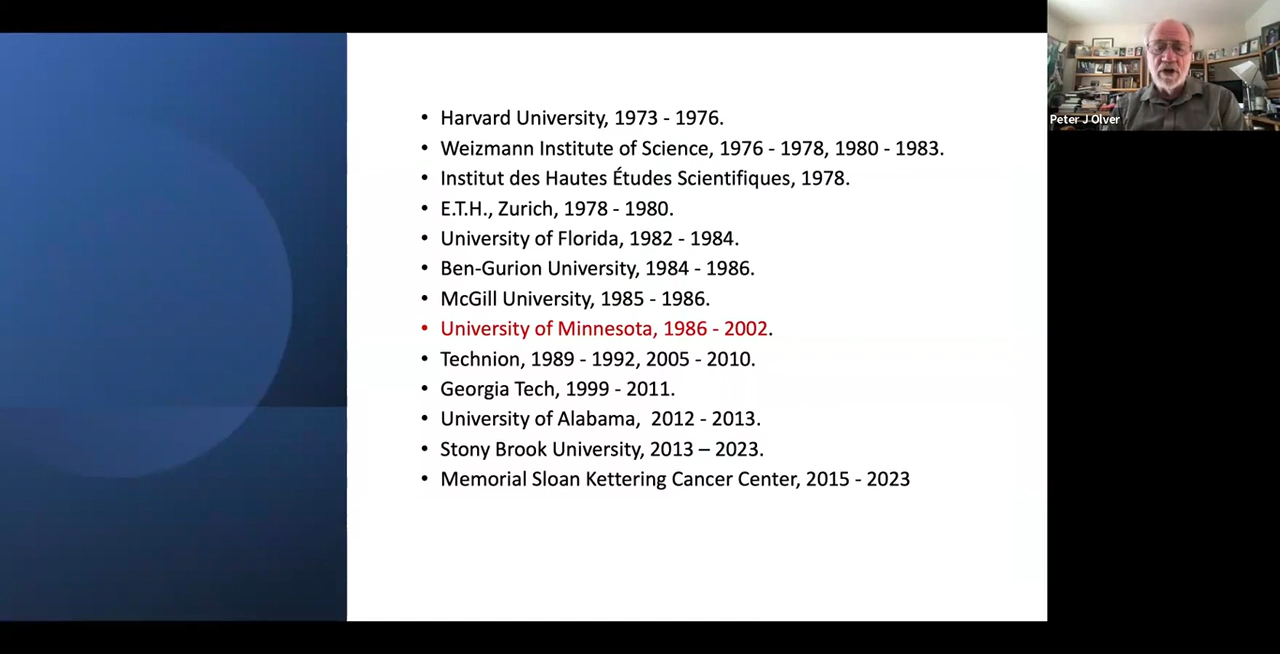 • Harvard University, 1973 - 1976.
• Weizmann Institute of Science, 1976 - 1978, 1980 - 1983.
• Institut des Hautes Études Scientifiques, 1978.
• E.T.H., Zurich, 1978 - 1980.
• University of Florida, 1982 - 1984.
• Ben-Gurion University, 1984 - 1986.
• McGill University, 1985 - 1986.
• University of Minnesota, 1986 - 2002.
• Technion, 1989 - 1992, 2005 - 2010.
• Georgia Tech, 1999 - 2011.
• University of Alabama,  2012 - 2013.
• Stony Brook University, 2013 – 2023.
• Memorial Sloan Kettering Cancer Center, 2015 - 2023
Peter J Olver